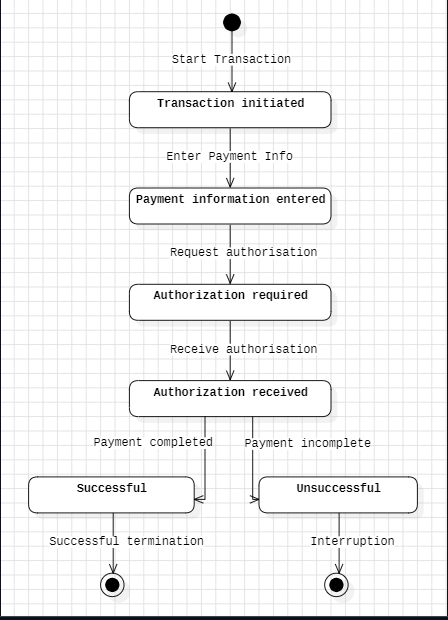 Start Transaction
Transaction initiated
Enter Payment Info
Payment information entered
Request authorisation
Authorization required
Receive authorisation
Authorization received
Payment completed
Payment incomplete
Successful
Unsuccessful
Successful termination
Interruption